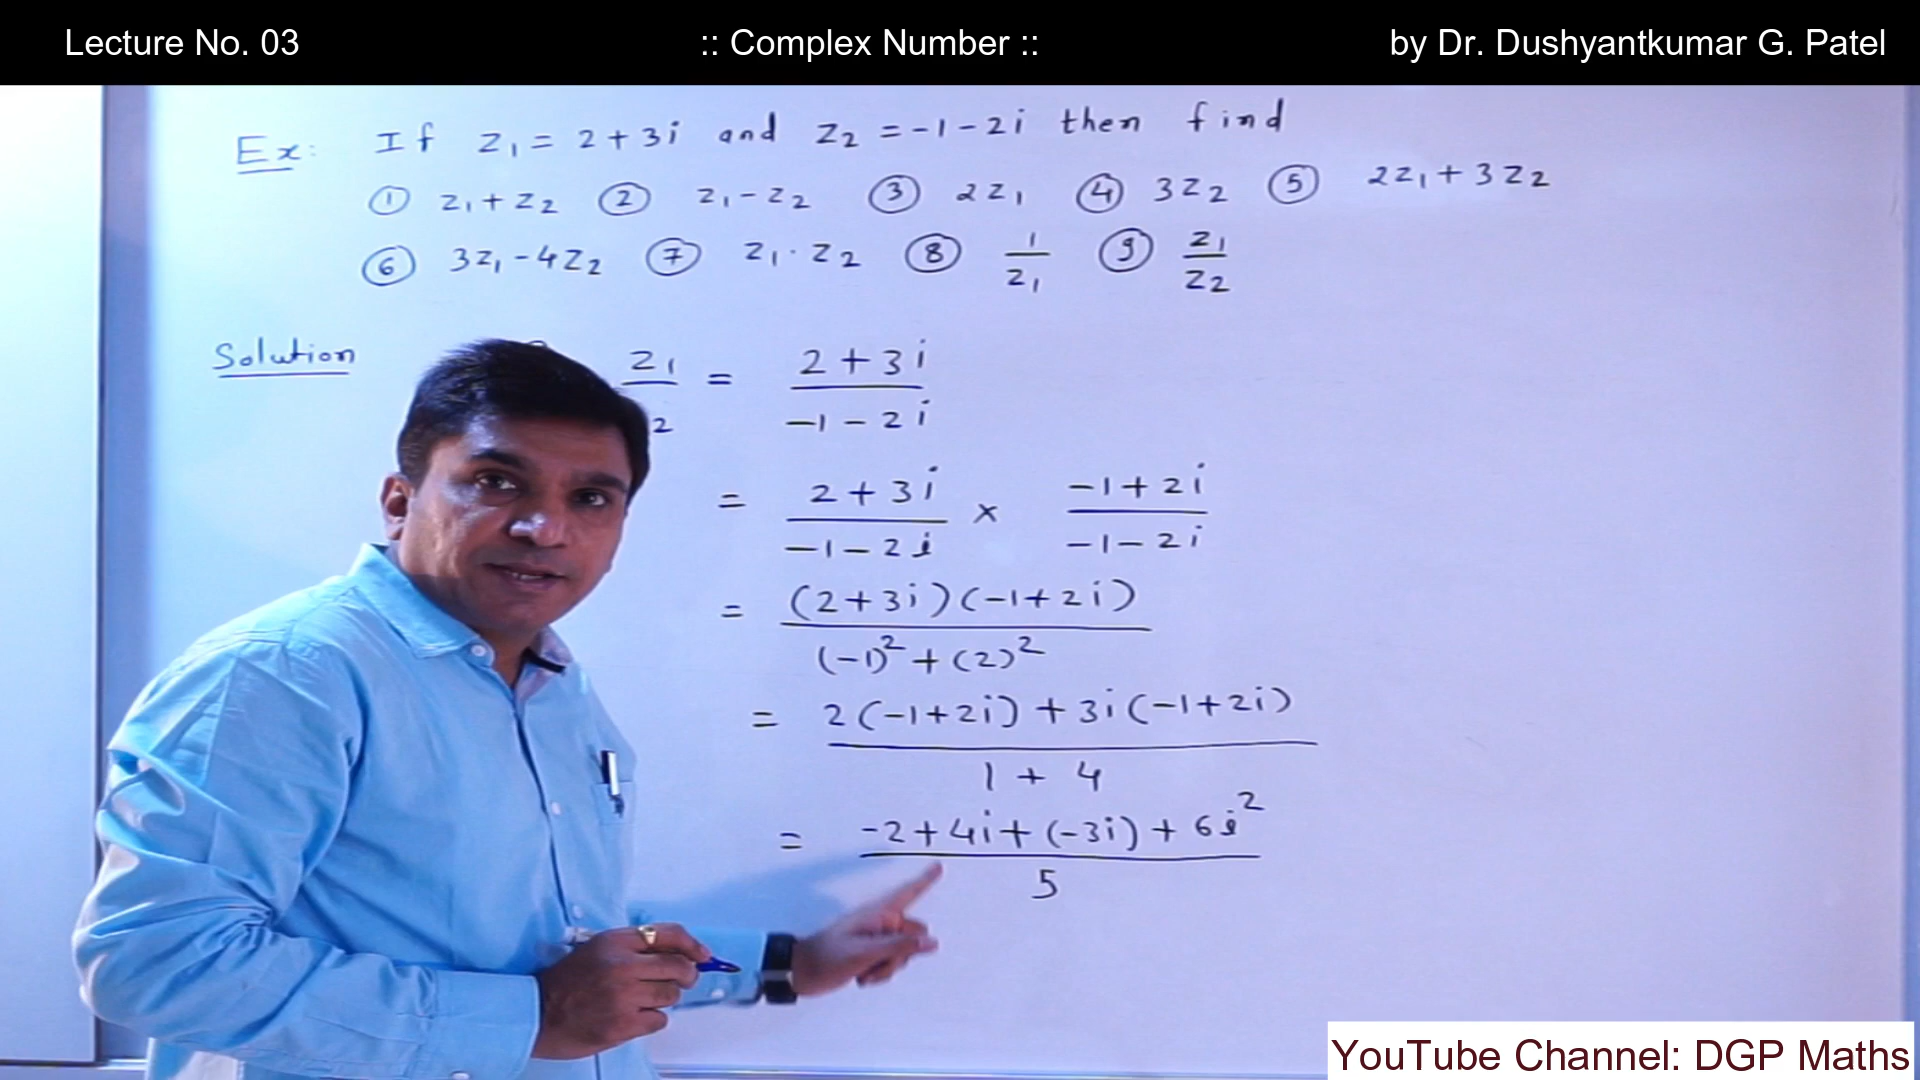 Lecture No. 03 :: Complex Number :: by Dr. Dushyantkumar G. Patel
Ex: If z₁ = 2 + 3i and z₂ = -1 - 2i then find
① z₁ + z₂ ② z₁ - z₂ ③ 2z₁ ④ 3z₂ ⑤ 2z₁ + 3z₂
⑥ 3z₁ - 4z₂ ⑦ z₁ · z₂ ⑧ 1/z₁ ⑨ z₁/z₂
Solution z₁/ ₂ = (2 + 3i)/(-1 - 2i)
= (2 + 3i)/(-1 - 2i) × (-1 + 2i)/(-1 - 2i)
= (2+3i)(-1+2i)/((-1)² + (2)²)
= (2(-1+2i) + 3i(-1+2i))/(1 + 4)
= (-2 + 4i + (-3i) + 6i²)/5
YouTube Channel: DGP Maths